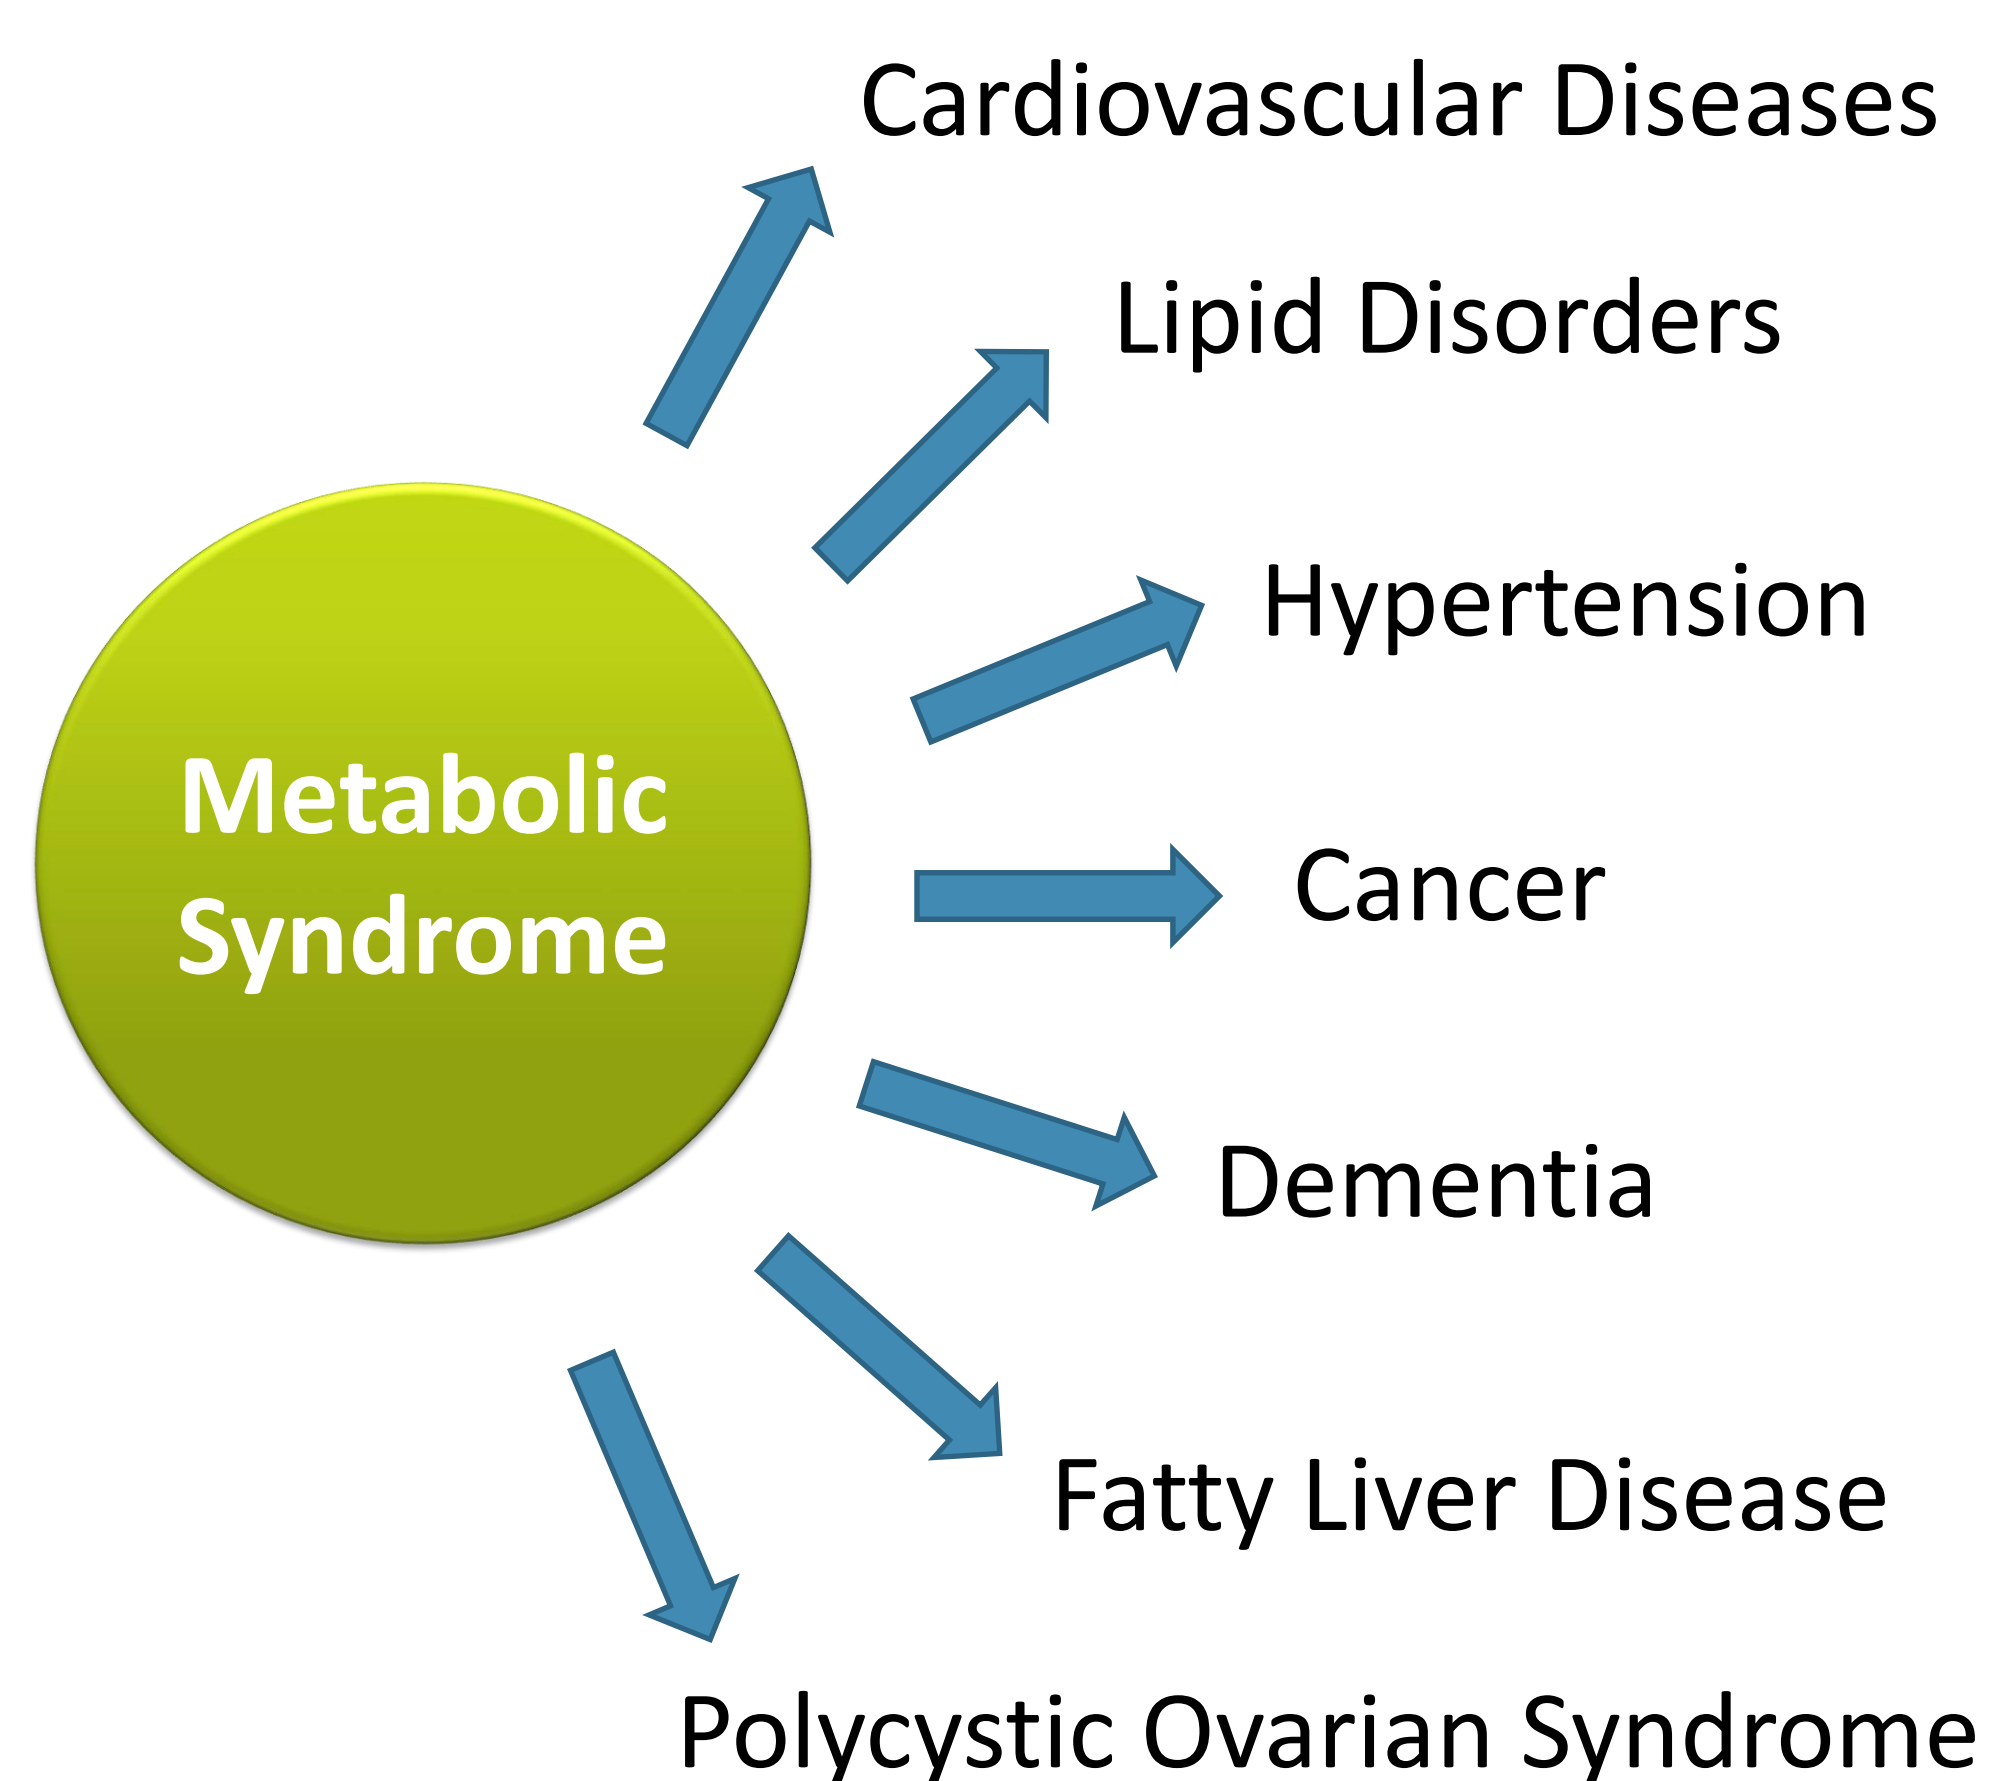 Cardiovascular Diseases
Lipid Disorders
Hypertension
Metabolic
Syndrome
Cancer
Dementia
Fatty Liver Disease
Polycystic Ovarian Syndrome